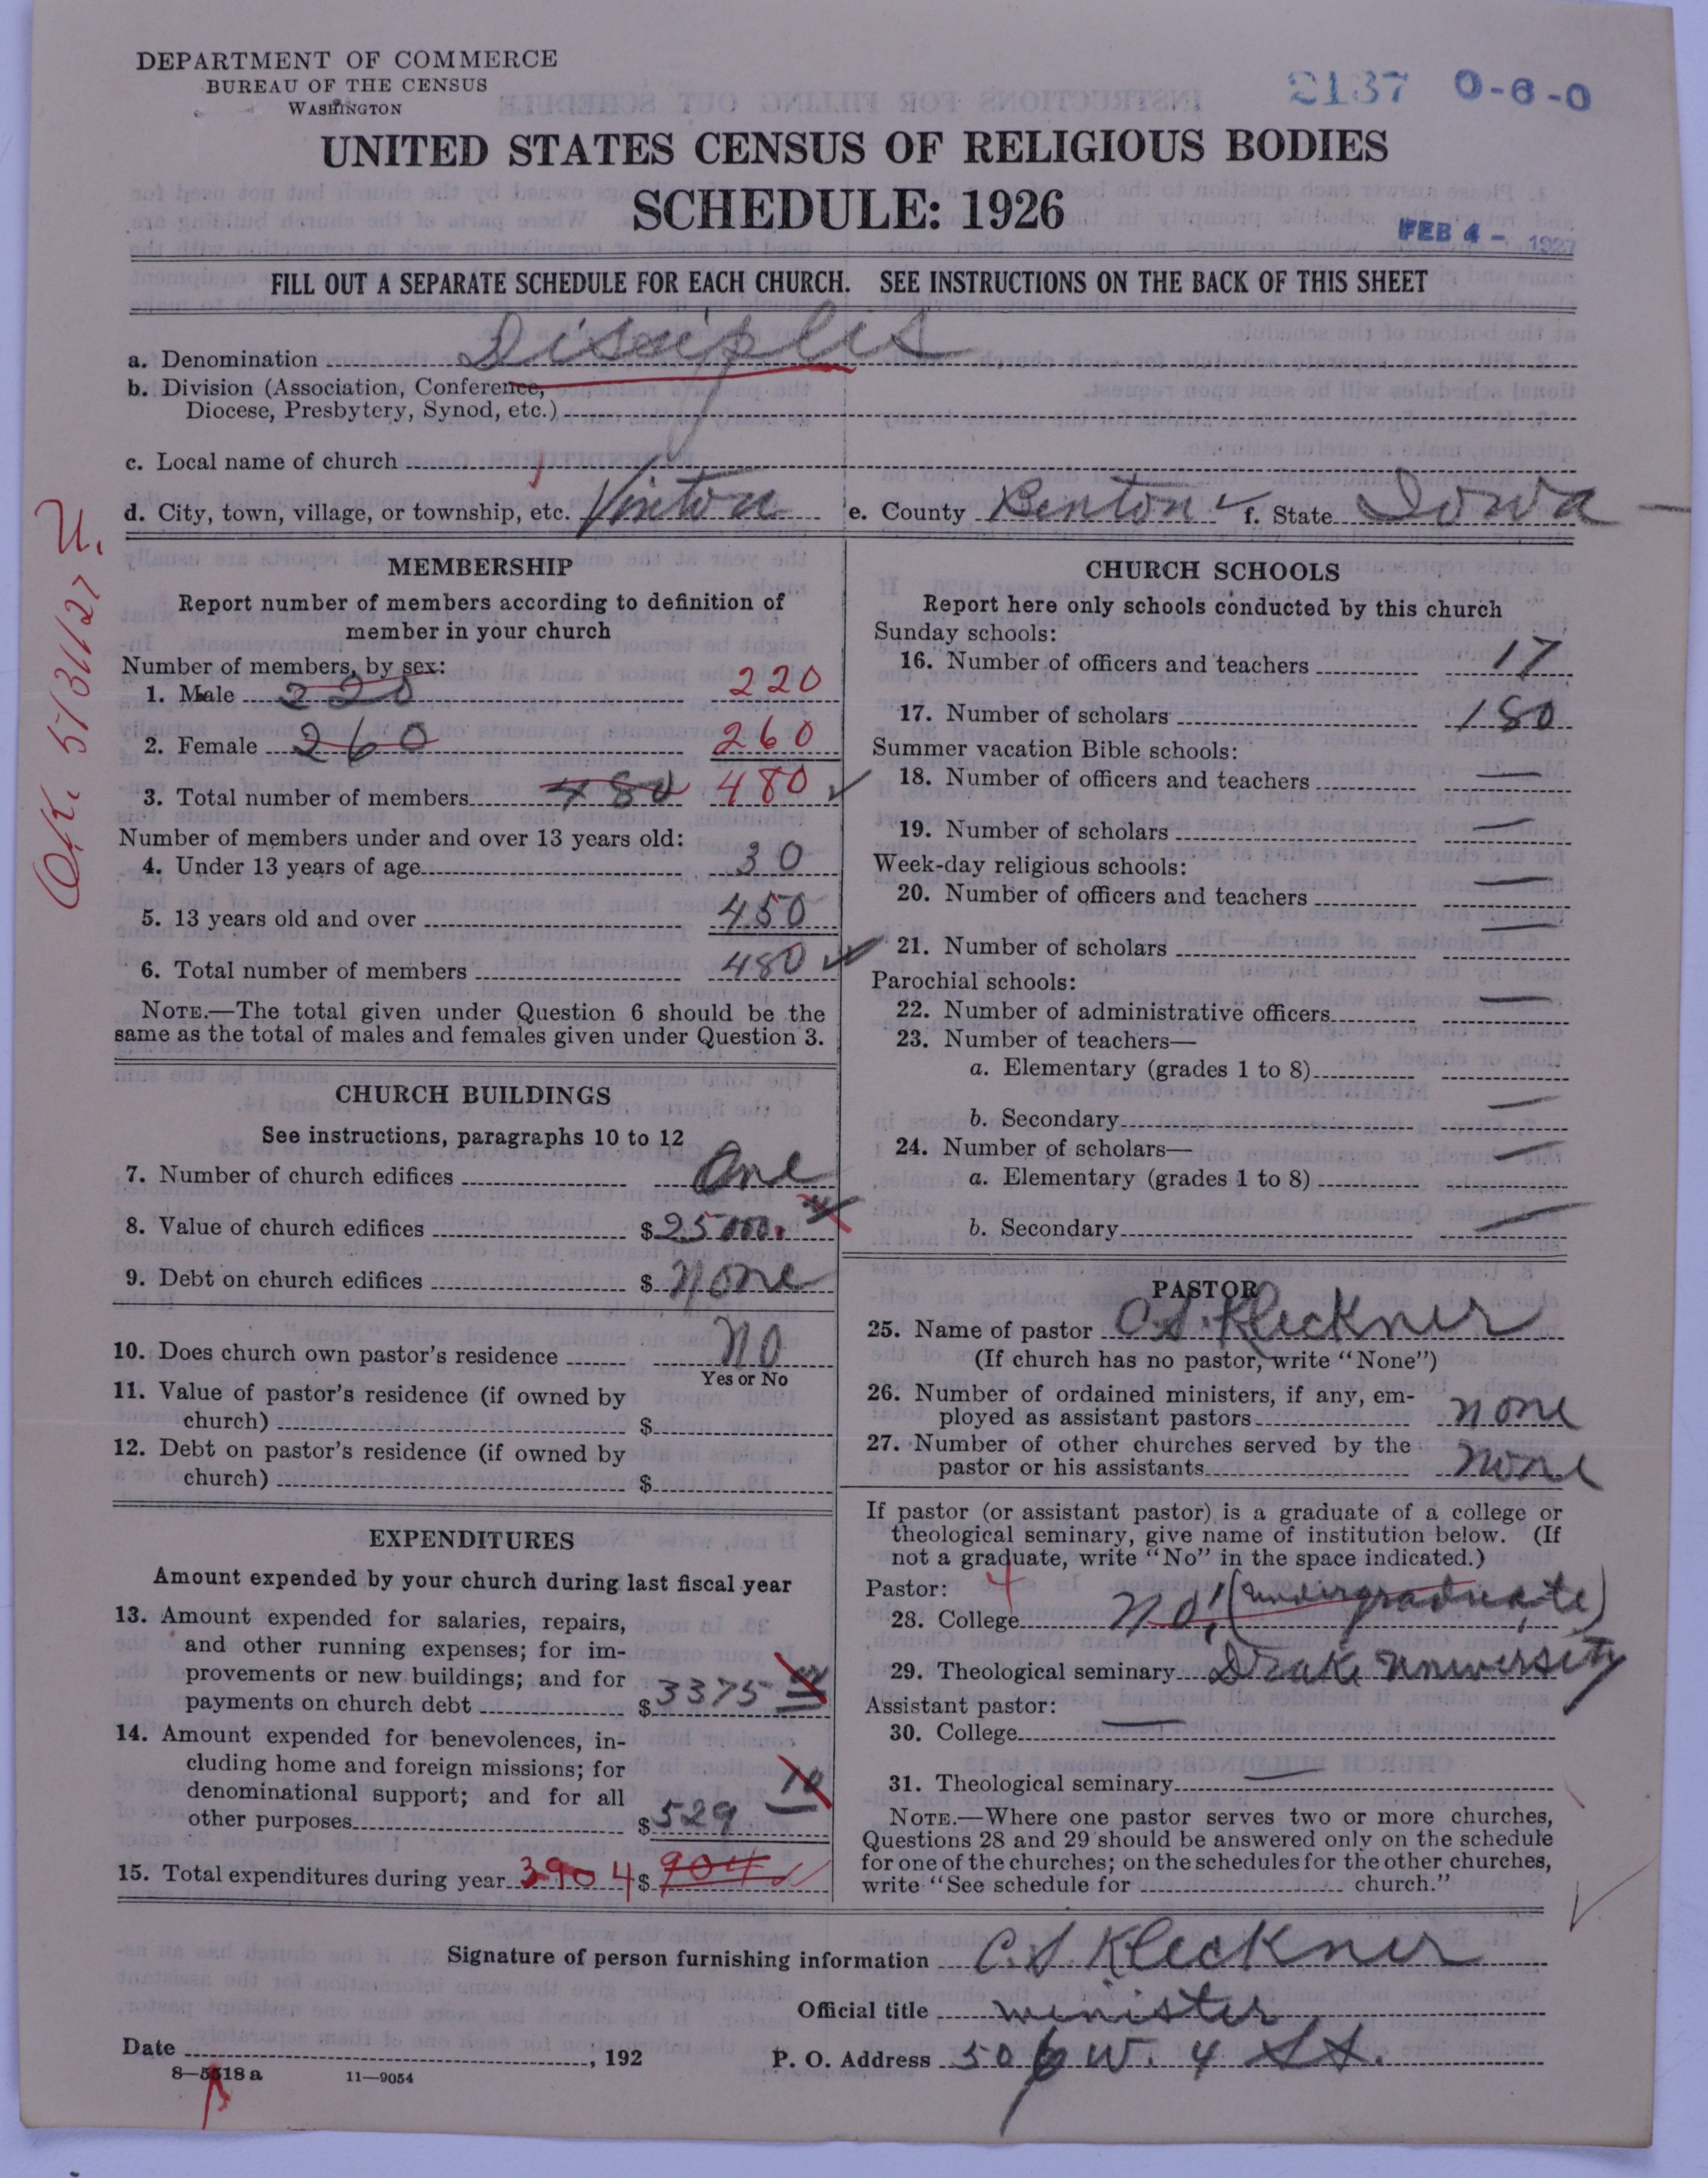 DEPARTMENT OF COMMERCE
BUREAU OF THE CENSUS
WASHINGTON
2137 0-6-0
UNITED STATES CENSUS OF RELIGIOUS BODIES
SCHEDULE: 1926
FEB 4 - 1927
FILL OUT A SEPARATE SCHEDULE FOR EACH CHURCH. SEE INSTRUCTIONS ON THE BACK OF THIS SHEET
a. Denomination Disciples
b. Division (Association, Conference,
Diocese, Presbytery, Synod, etc.)
c. Local name of church
d. City, town, village, or township, etc. Vinton e. County Benton f. State Iowa
O.K. 5/31/27
MEMBERSHIP
Report number of members according to definition of
member in your church
Number of members, by sex:
1. Male 220 220
2. Female 260 260
3. Total number of members 480 480
Number of members under and over 13 years old:
4. Under 13 years of age 30
5. 13 years old and over 450
6. Total number of members 480
NOTE.—The total given under Question 6 should be the
same as the total of males and females given under Question 3.
CHURCH BUILDINGS
See instructions, paragraphs 10 to 12
7. Number of church edifices One
8. Value of church edifices $25000.
9. Debt on church edifices $ None
10. Does church own pastor's residence No
Yes or No
11. Value of pastor's residence (if owned by
church) $
12. Debt on pastor's residence (if owned by
church) $
EXPENDITURES
Amount expended by your church during last fiscal year
13. Amount expended for salaries, repairs,
and other running expenses; for im-
provements or new buildings; and for
payments on church debt $3375
14. Amount expended for benevolences, in-
cluding home and foreign missions; for
denominational support; and for all
other purposes $529 10
15. Total expenditures during year 3904 $ 904
CHURCH SCHOOLS
Report here only schools conducted by this church
Sunday schools:
16. Number of officers and teachers 17
17. Number of scholars 180
Summer vacation Bible schools:
18. Number of officers and teachers —
19. Number of scholars —
Week-day religious schools:
20. Number of officers and teachers —
21. Number of scholars —
Parochial schools:
22. Number of administrative officers —
23. Number of teachers—
a. Elementary (grades 1 to 8)
b. Secondary —
24. Number of scholars—
a. Elementary (grades 1 to 8) —
b. Secondary —
PASTOR
25. Name of pastor C.S. Kleckner
(If church has no pastor, write "None")
26. Number of ordained ministers, if any, em-
ployed as assistant pastors none
27. Number of other churches served by the
pastor or his assistants none
If pastor (or assistant pastor) is a graduate of a college or
theological seminary, give name of institution below. (If
not a graduate, write "No" in the space indicated.)
Pastor:
28. College No! (undergraduate)
29. Theological seminary Drake University
Assistant pastor:
30. College —
31. Theological seminary —
NOTE.—Where one pastor serves two or more churches,
Questions 28 and 29 should be answered only on the schedule
for one of the churches; on the schedules for the other churches,
write "See schedule for church."
Signature of person furnishing information C.S. Kleckner
Official title minister
Date , 192 P. O. Address 506 W. 4 St.
8—5518 a 11—9054